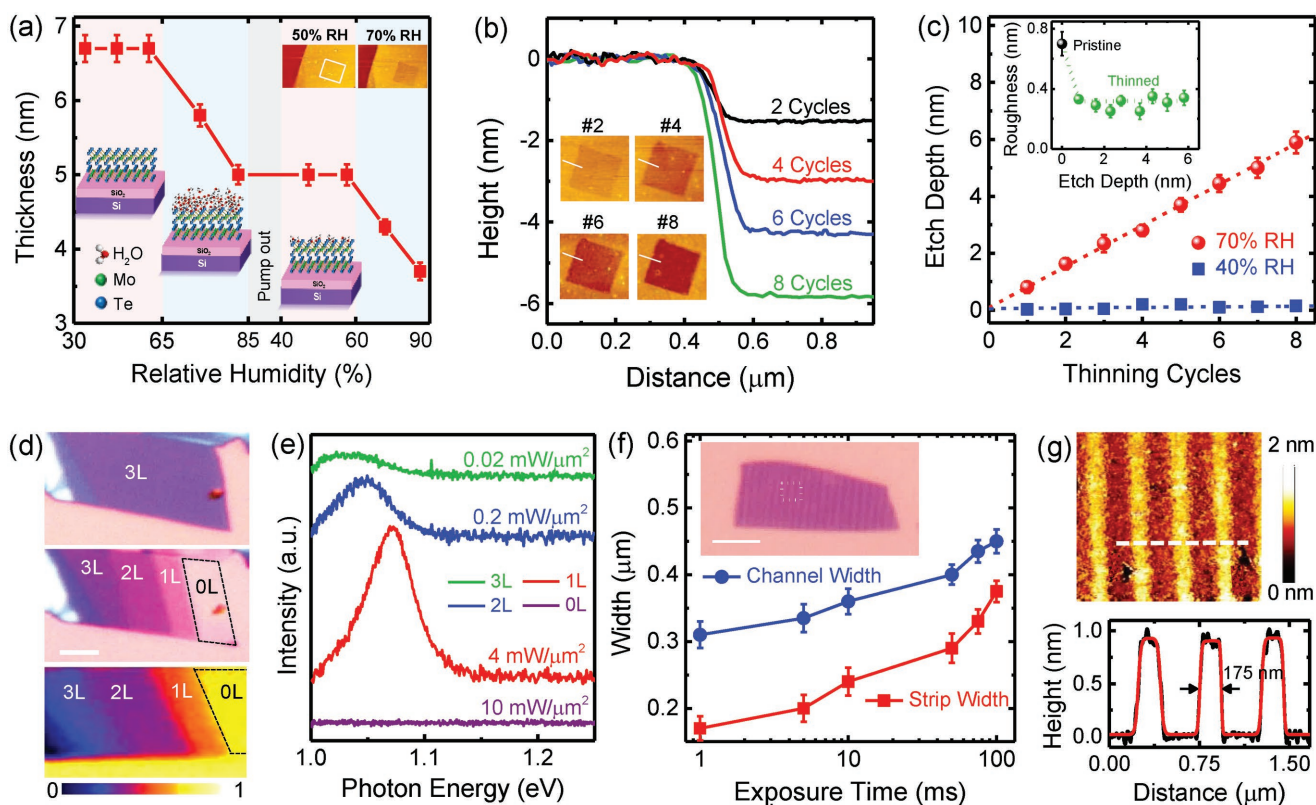 (a)
7
6
5
4
3
Thickness (nm)
50% RH
70% RH
SiO₂
Si
SiO₂
Si
SiO₂
Si
H₂O
Mo
Te
Pump out
30
65
85
40
65
90
Relative Humidity (%)
(b)
0
-2
-4
-6
Height (nm)
2 Cycles
4 Cycles
6 Cycles
8 Cycles
#2
#4
#6
#8
0.0
0.2
0.4
0.6
0.8
Distance (μm)
(c)
10
8
6
4
2
0
Etch Depth (nm)
0.8
0.4
0.0
Roughness (nm)
Pristine
Thinned
0
2
4
6
Etch Depth (nm)
70% RH
40% RH
0
2
4
6
8
Thinning Cycles
(d)
3L
3L
2L
1L
0L
3L
2L
1L
0L
0
1
(e)
Intensity (a.u.)
0.02 mW/μm²
0.2 mW/μm²
3L
1L
2L
0L
4 mW/μm²
10 mW/μm²
1.0
1.1
1.2
Photon Energy (eV)
(f)
0.6
0.5
0.4
0.3
0.2
Width (μm)
Channel Width
Strip Width
1
10
100
Exposure Time (ms)
(g)
2 nm
0 nm
1.0
0.5
0.0
Height (nm)
175 nm
0.00
0.75
1.50
Distance (μm)